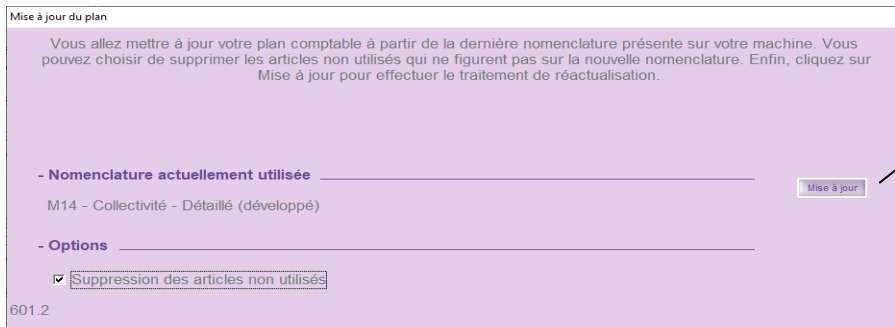 Mise à jour du plan
Vous allez mettre à jour votre plan comptable à partir de la dernière nomenclature présente sur votre machine. Vous
pouvez choisir de supprimer les articles non utilisés qui ne figurent pas sur la nouvelle nomenclature. Enfin, cliquez sur
Mise à jour pour effectuer le traitement de réactualisation.
- Nomenclature actuellement utilisée
Mise à jour
M14 - Collectivité - Détaillé (développé)
- Options
Suppression des articles non utilisés
601.2